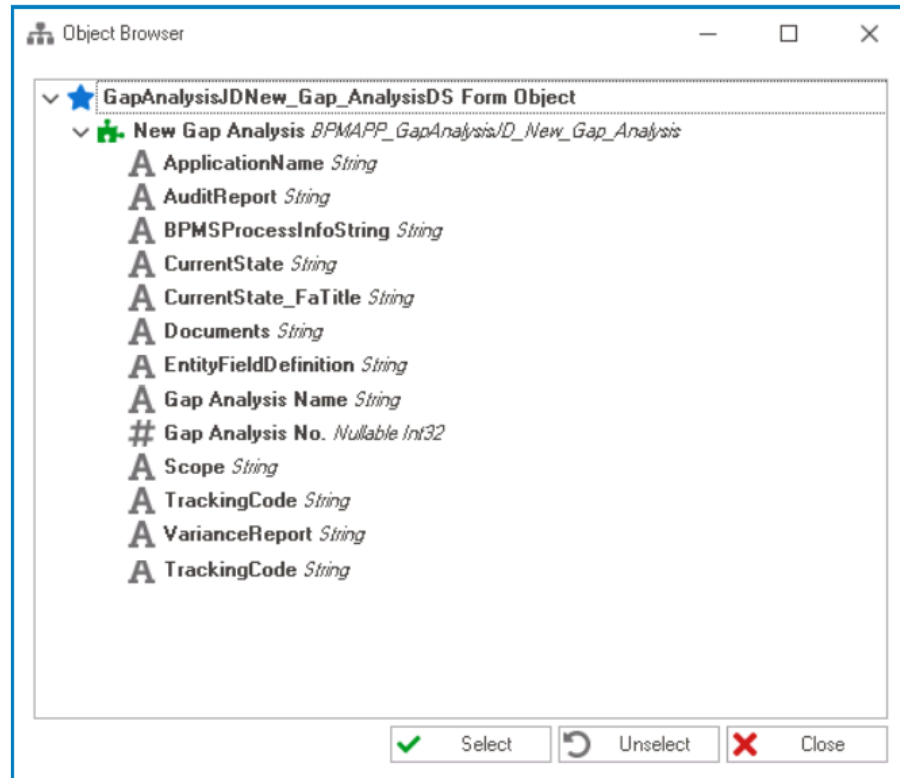 Object Browser
GapAnalysisJDNew_Gap_AnalysisDS Form Object
New Gap Analysis BPMAPP_GapAnalysisJD_New_Gap_Analysis
ApplicationName String
AuditReport String
BPMSProcessInfoString String
CurrentState String
CurrentState_FaTitle String
Documents String
EntityFieldDefinition String
Gap Analysis Name String
Gap Analysis No. Nullable Int32
Scope String
TrackingCode String
VarianceReport String
TrackingCode String
Select Unselect Close